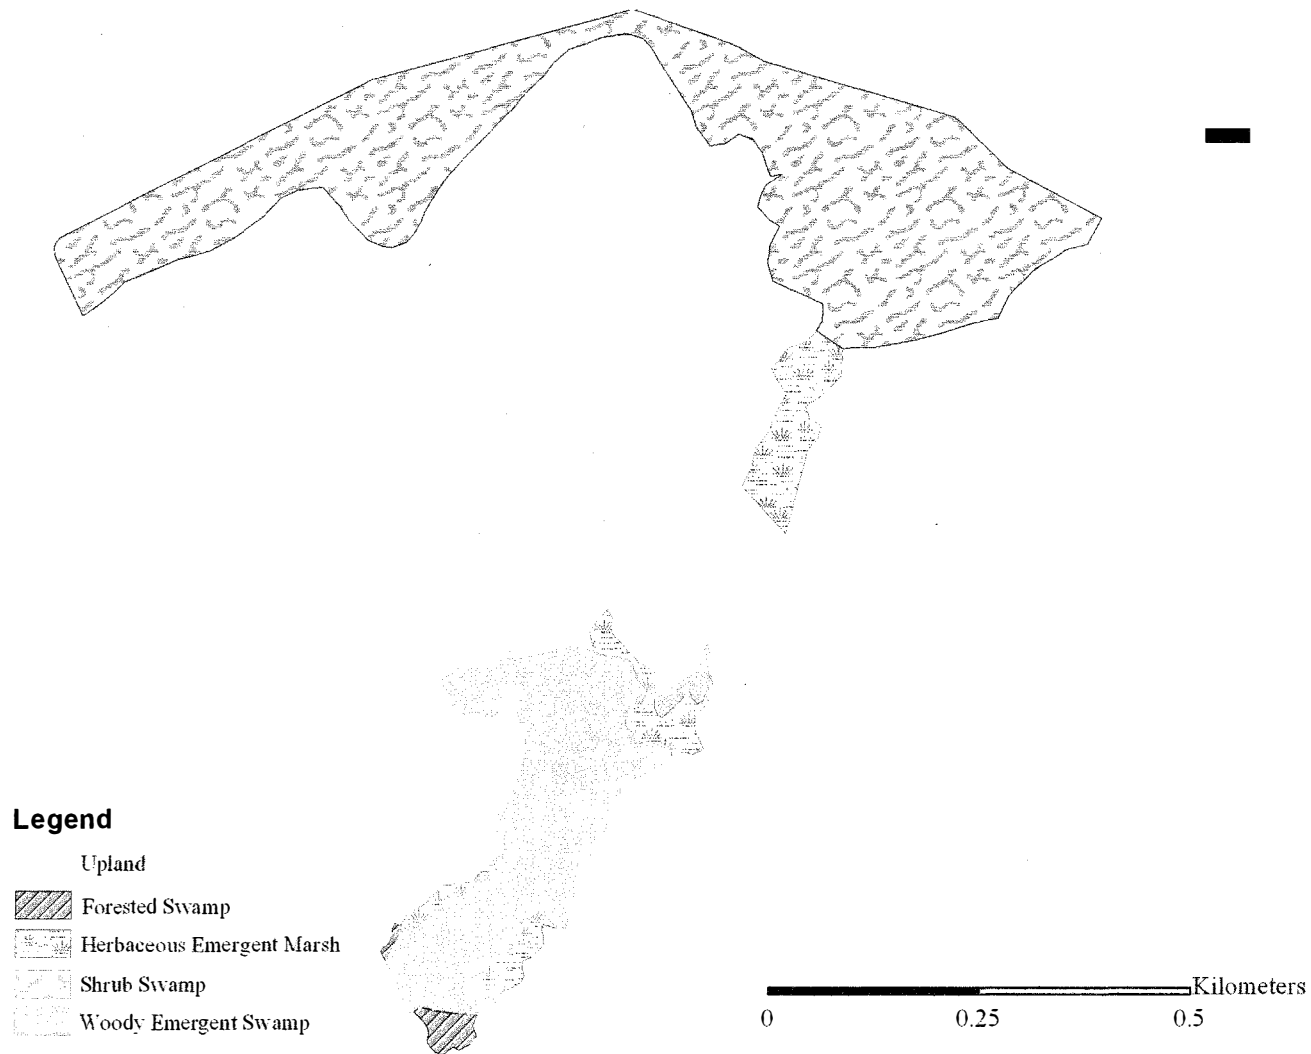 Legend
Upland
Forested Swamp
Herbaceous Emergent Marsh
Shrub Swamp
Woody Emergent Swamp
Kilometers
0 0.25 0.5